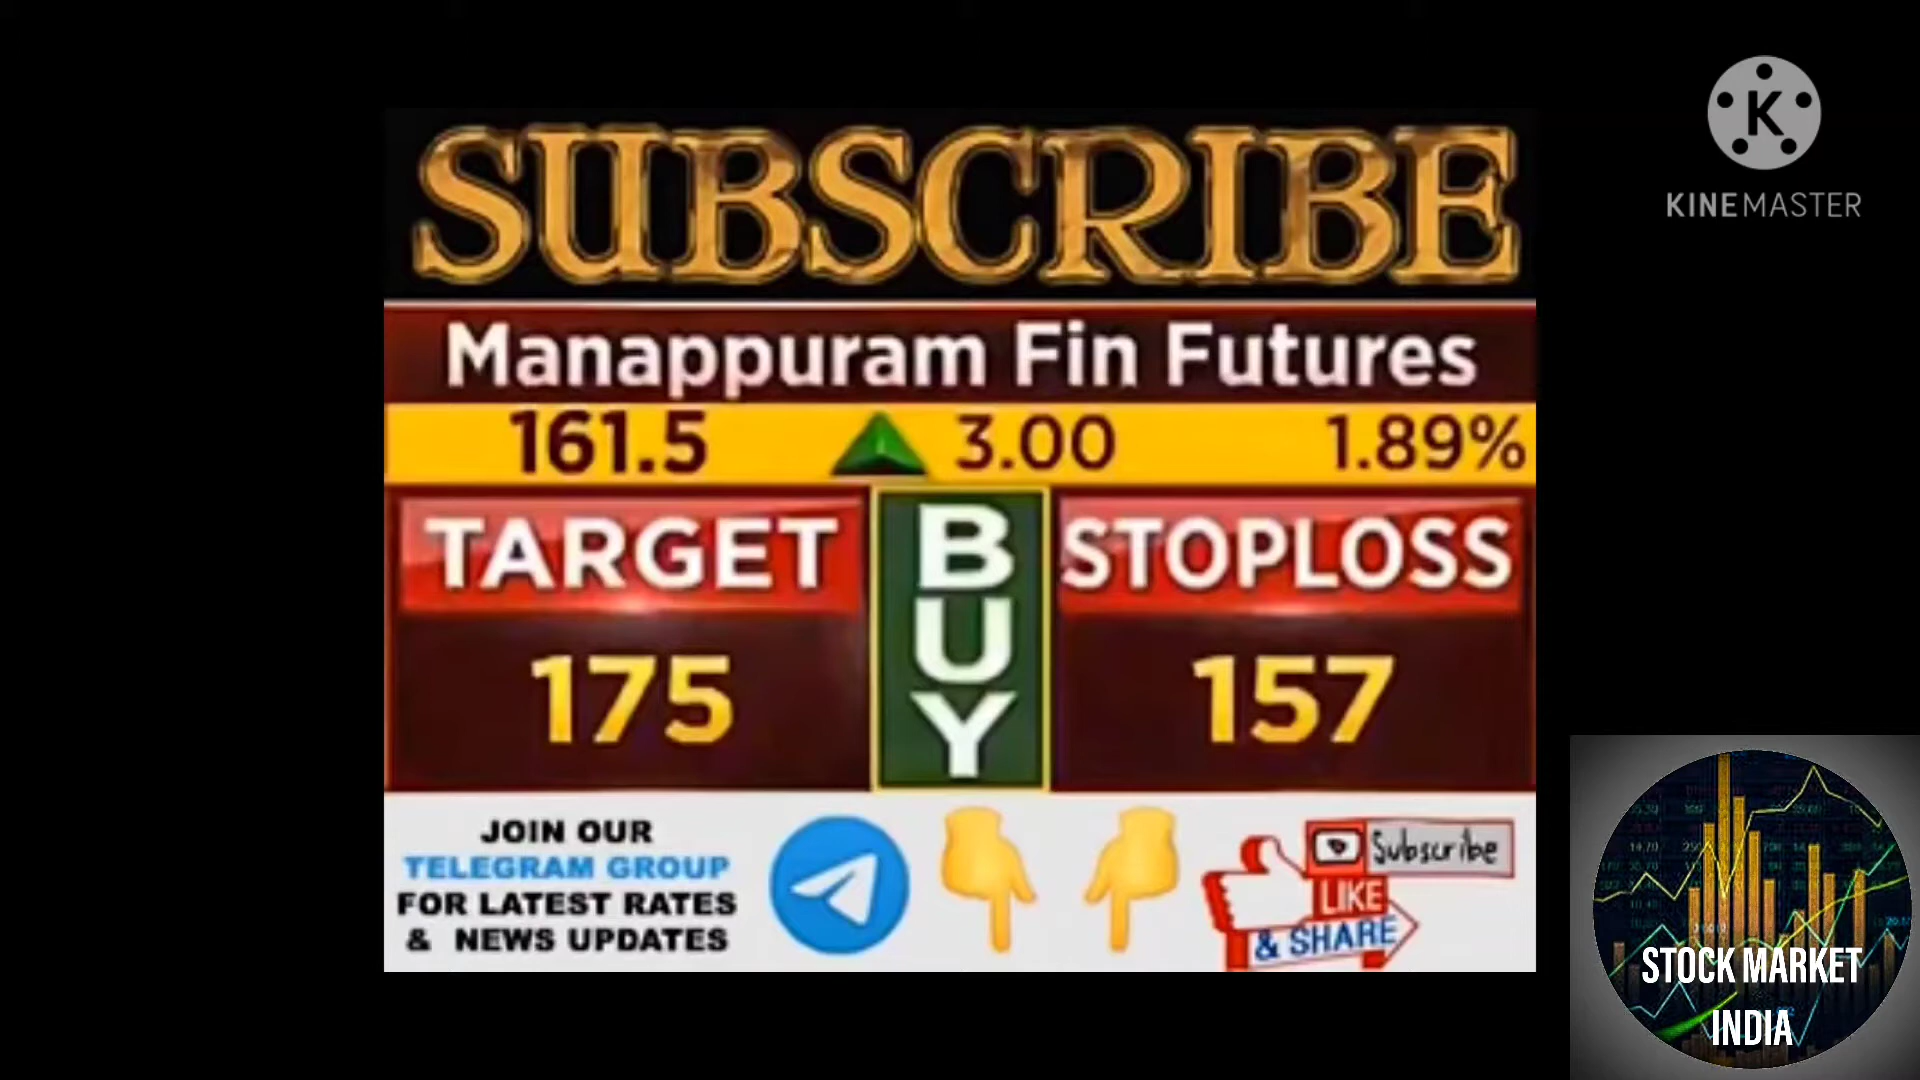 K
KINEMASTER
SUBSCRIBE
Manappuram Fin Futures
161.5 3.00 1.89%
TARGET
175
BUY
STOPLOSS
157
JOIN OUR
TELEGRAM GROUP
FOR LATEST RATES
& NEWS UPDATES
Subscribe
LIKE
& SHARE
STOCK MARKET
INDIA